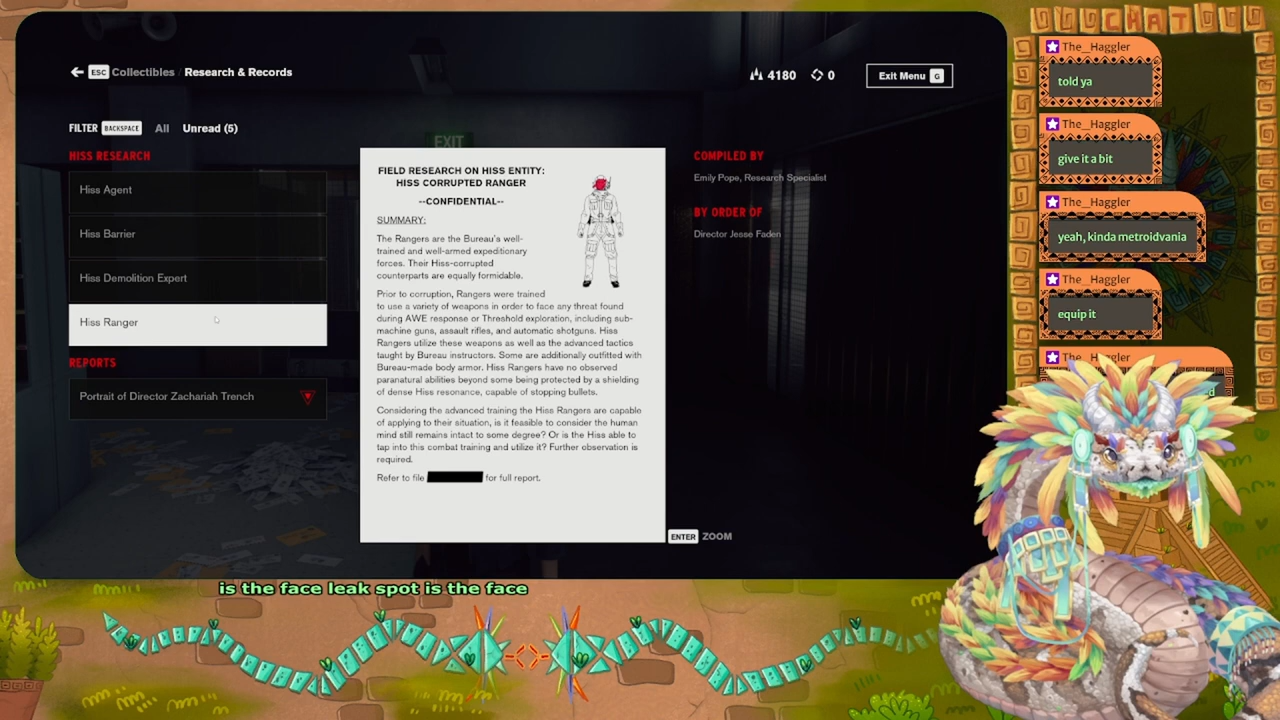 ESC Collectibles / Research & Records
4180 0
Exit Menu G
FILTER BACKSPACE All Unread (5)
HISS RESEARCH
Hiss Agent
Hiss Barrier
Hiss Demolition Expert
Hiss Ranger
REPORTS
Portrait of Director Zachariah Trench
EXIT
FIELD RESEARCH ON HISS ENTITY:
HISS CORRUPTED RANGER
--CONFIDENTIAL--
SUMMARY:
The Rangers are the Bureau's well-
trained and well-armed expeditionary
forces. Their Hiss-corrupted
counterparts are equally formidable.
Prior to corruption, Rangers were trained
to use a variety of weapons in order to face any threat found
during AWE response or Threshold exploration, including sub-
machine guns, assault rifles, and automatic shotguns. Hiss
Rangers utilize these weapons as well as the advanced tactics
taught by Bureau instructors. Some are additionally outfitted with
Bureau-made body armor. Hiss Rangers have no observed
paranatural abilities beyond some being protected by a shielding
of dense Hiss resonance, capable of stopping bullets.
Considering the advanced training the Hiss Rangers are capable
of applying to their situation, is it feasible to consider the human
mind still remains intact to some degree? Or is the Hiss able to
tap into this combat training and utilize it? Further observation is
required.
Refer to file for full report.
COMPILED BY
Emily Pope, Research Specialist
BY ORDER OF
Director Jesse Faden
ENTER ZOOM
is the face leak spot is the face
CHAT
The__Haggler
told ya
The__Haggler
give it a bit
The__Haggler
yeah, kinda metroidvania
The__Haggler
equip it
The__Haggler